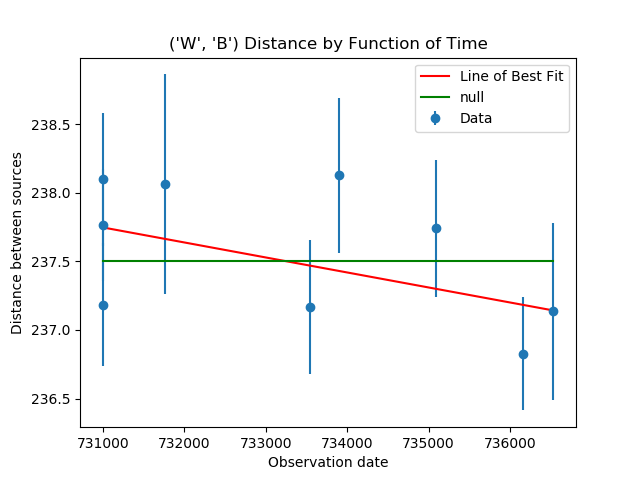 ('W', 'B') Distance by Function of Time
Line of Best Fit
null
Data
Distance between sources
238.5
238.0
237.5
237.0
236.5
731000 732000 733000 734000 735000 736000
Observation date